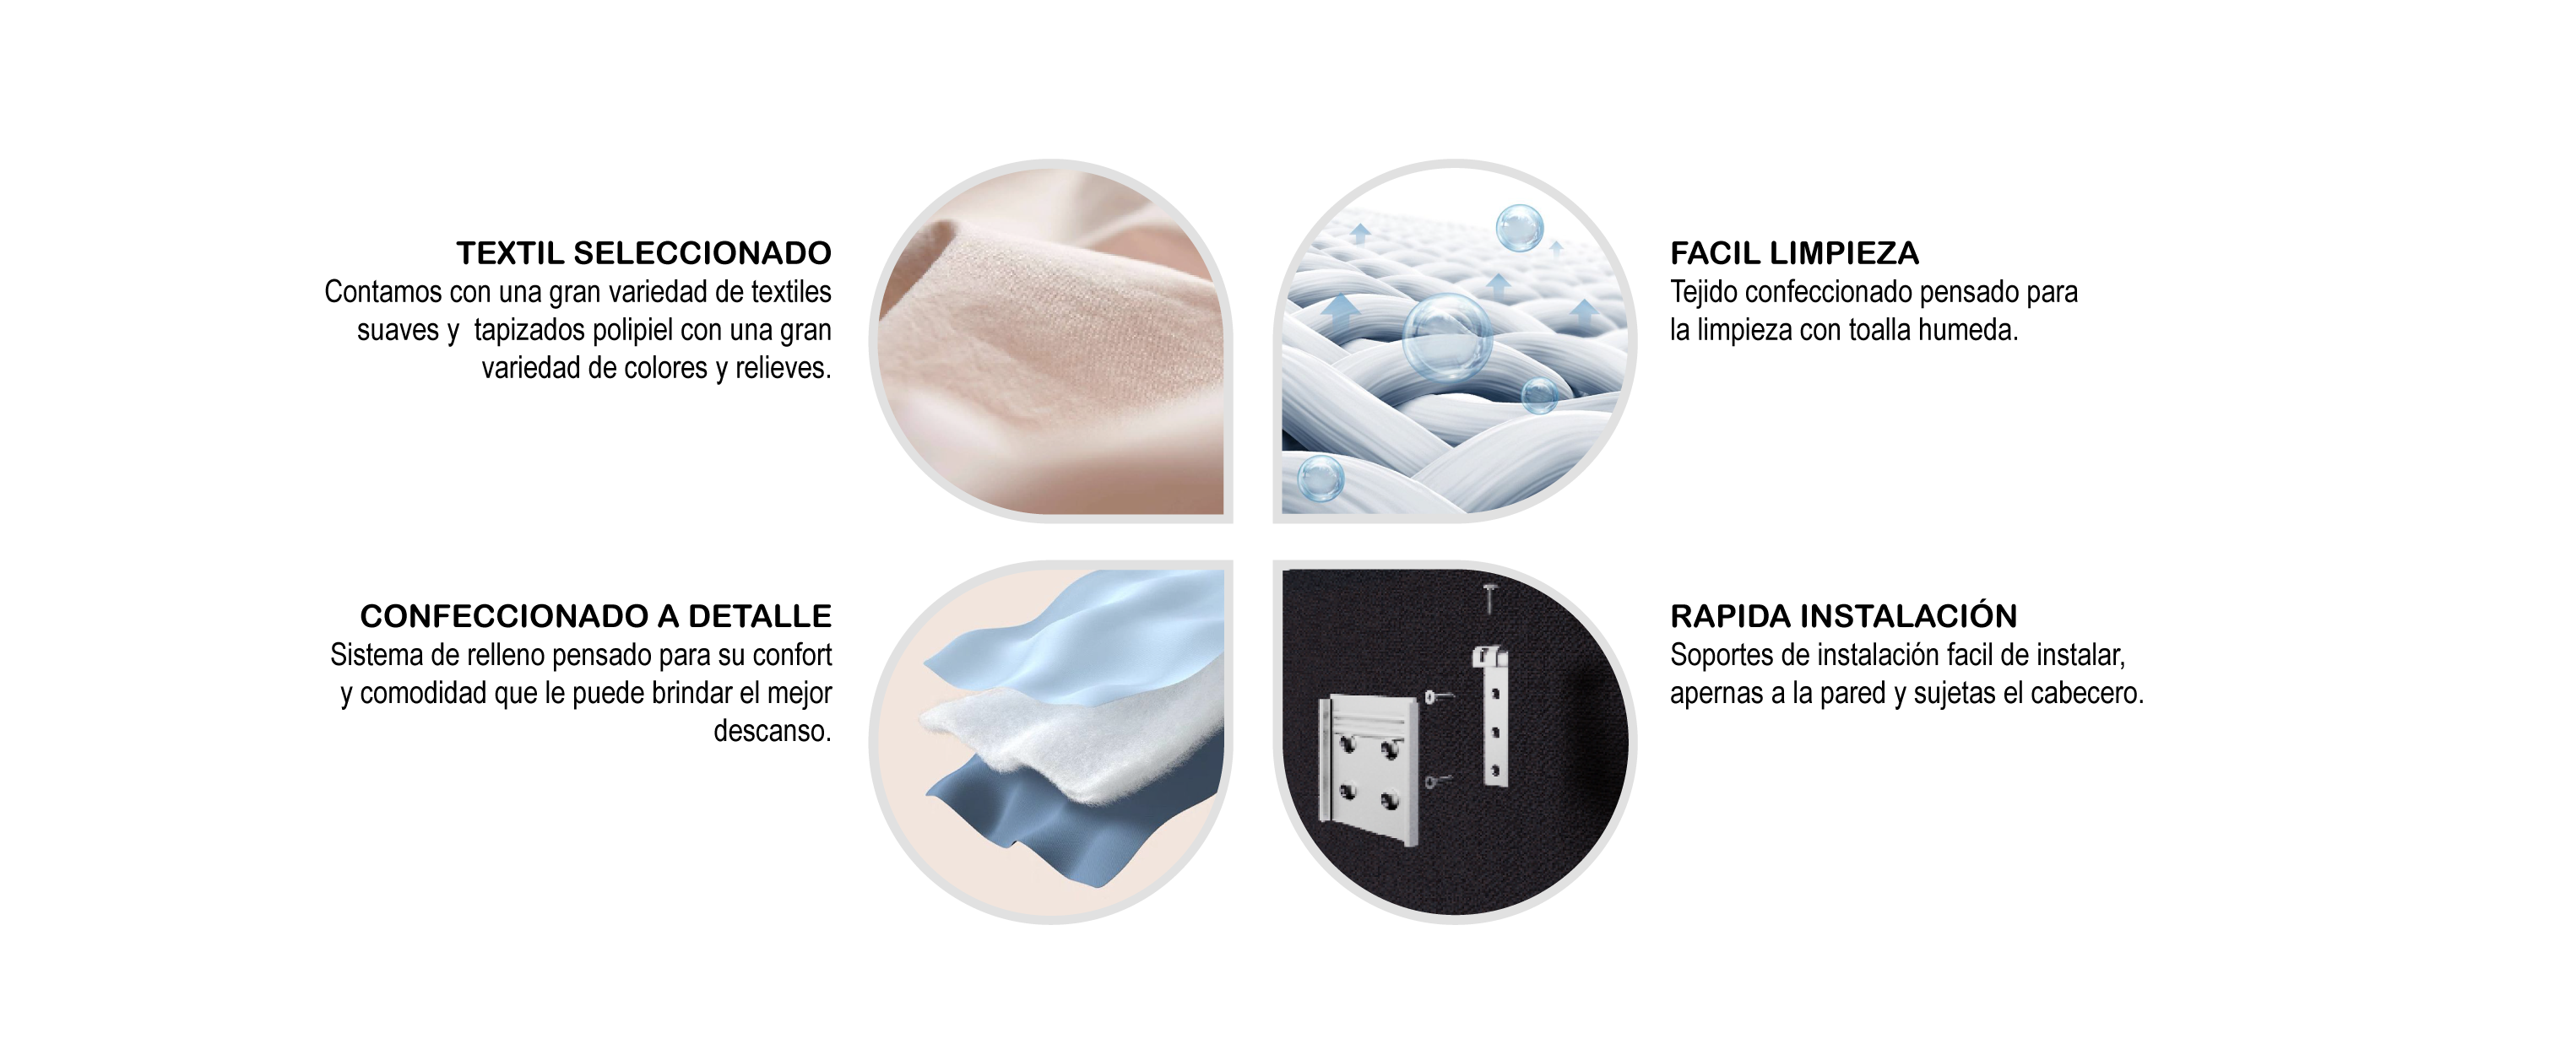 TEXTIL SELECCIONADO
Contamos con una gran variedad de textiles
suaves y  tapizados polipiel con una gran
variedad de colores y relieves.
FACIL LIMPIEZA
Tejido confeccionado pensado para
la limpieza con toalla humeda.
CONFECCIONADO A DETALLE
Sistema de relleno pensado para su confort
y comodidad que le puede brindar el mejor
descanso.
RAPIDA INSTALACIÓN
Soportes de instalación facil de instalar,
apernas a la pared y sujetas el cabecero.